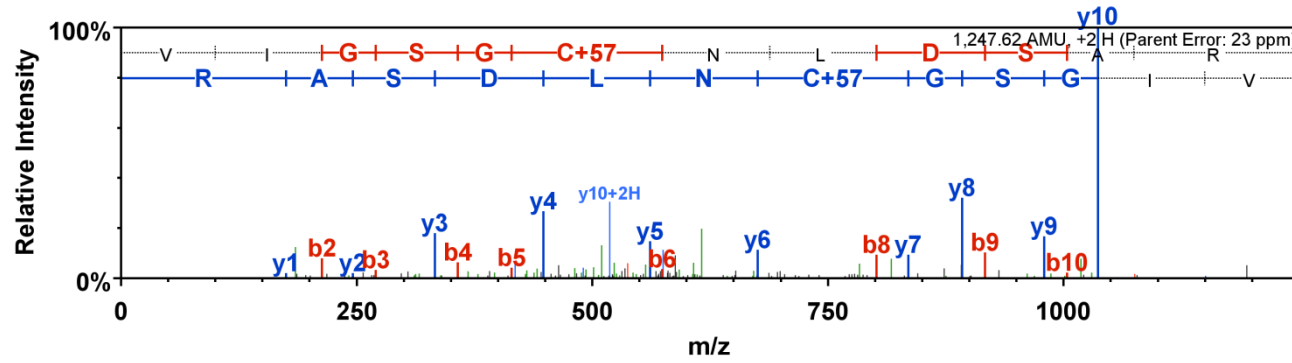 y10
100%
V I G S G C+57 N L D S A R
1,247.62 AMU, +2 H (Parent Error: 23 ppm)
R A S D L N C+57 G S G I V
Relative Intensity
y8
y10+2H
y4
y3
y9
y5
y6
b2
b4
b8
b9
y1
y2
b3
b5
b6
y7
b10
0%
0 250 500 750 1000
m/z